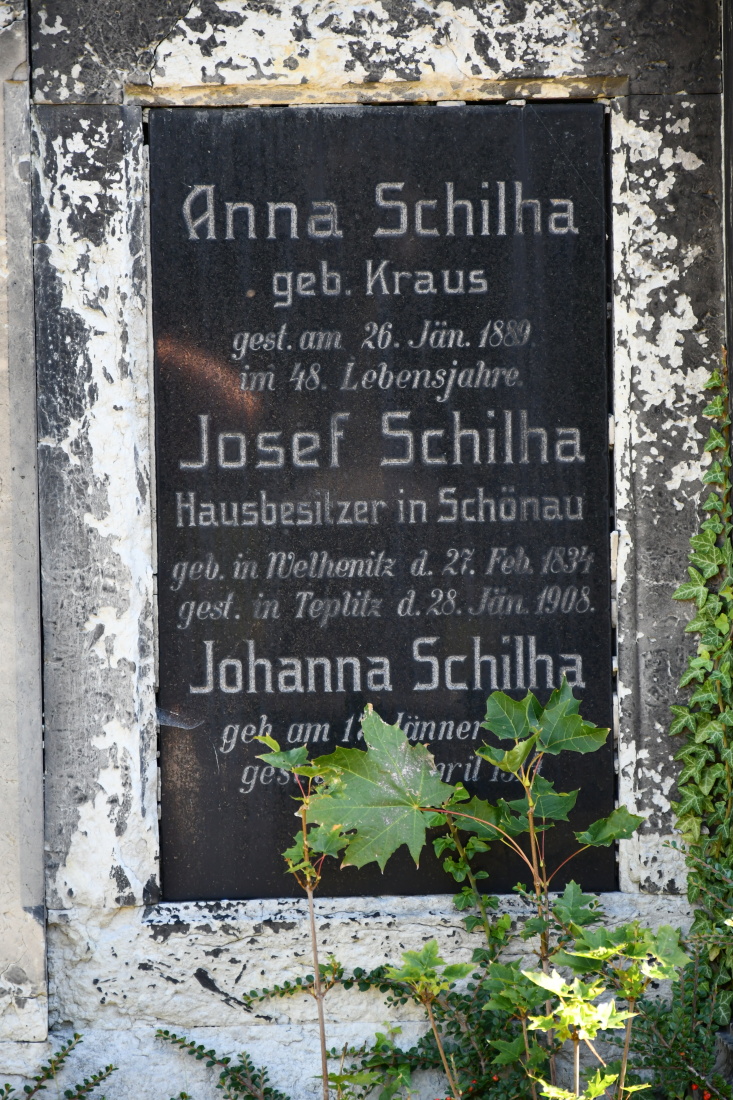 Anna Schilha
geb. Kraus
gest. am 26. Jän. 1889.
im 48. Lebensjahre.
Josef Schilha
Hausbesitzer in Schönau
geb. in Welhenitz d. 27. Feb. 1834
gest. in Teplitz d. 28. Jän. 1908.
Johanna Schilha
geb am Jänner